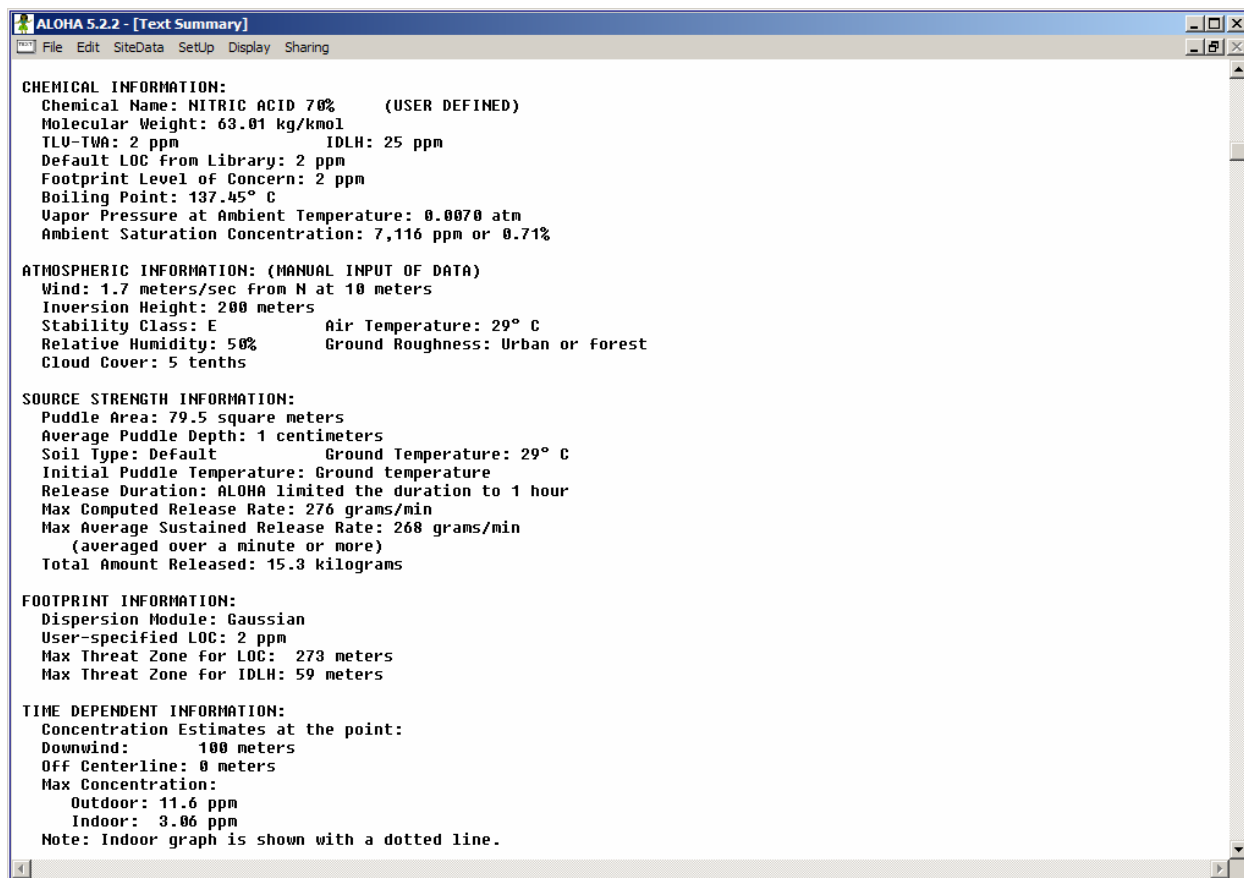 ALOHA 5.2.2 - [Text Summary]
TEXT File Edit SiteData SetUp Display Sharing
CHEMICAL INFORMATION:
Chemical Name: NITRIC ACID 70% (USER DEFINED)
Molecular Weight: 63.01 kg/kmol
TLV-TWA: 2 ppm IDLH: 25 ppm
Default LOC from Library: 2 ppm
Footprint Level of Concern: 2 ppm
Boiling Point: 137.45° C
Vapor Pressure at Ambient Temperature: 0.0070 atm
Ambient Saturation Concentration: 7,116 ppm or 0.71%
ATMOSPHERIC INFORMATION: (MANUAL INPUT OF DATA)
Wind: 1.7 meters/sec from N at 10 meters
Inversion Height: 200 meters
Stability Class: E Air Temperature: 29° C
Relative Humidity: 50% Ground Roughness: Urban or forest
Cloud Cover: 5 tenths
SOURCE STRENGTH INFORMATION:
Puddle Area: 79.5 square meters
Average Puddle Depth: 1 centimeters
Soil Type: Default Ground Temperature: 29° C
Initial Puddle Temperature: Ground temperature
Release Duration: ALOHA limited the duration to 1 hour
Max Computed Release Rate: 276 grams/min
Max Average Sustained Release Rate: 268 grams/min
(averaged over a minute or more)
Total Amount Released: 15.3 kilograms
FOOTPRINT INFORMATION:
Dispersion Module: Gaussian
User-specified LOC: 2 ppm
Max Threat Zone for LOC: 273 meters
Max Threat Zone for IDLH: 59 meters
TIME DEPENDENT INFORMATION:
Concentration Estimates at the point:
Downwind: 100 meters
Off Centerline: 0 meters
Max Concentration:
Outdoor: 11.6 ppm
Indoor: 3.06 ppm
Note: Indoor graph is shown with a dotted line.